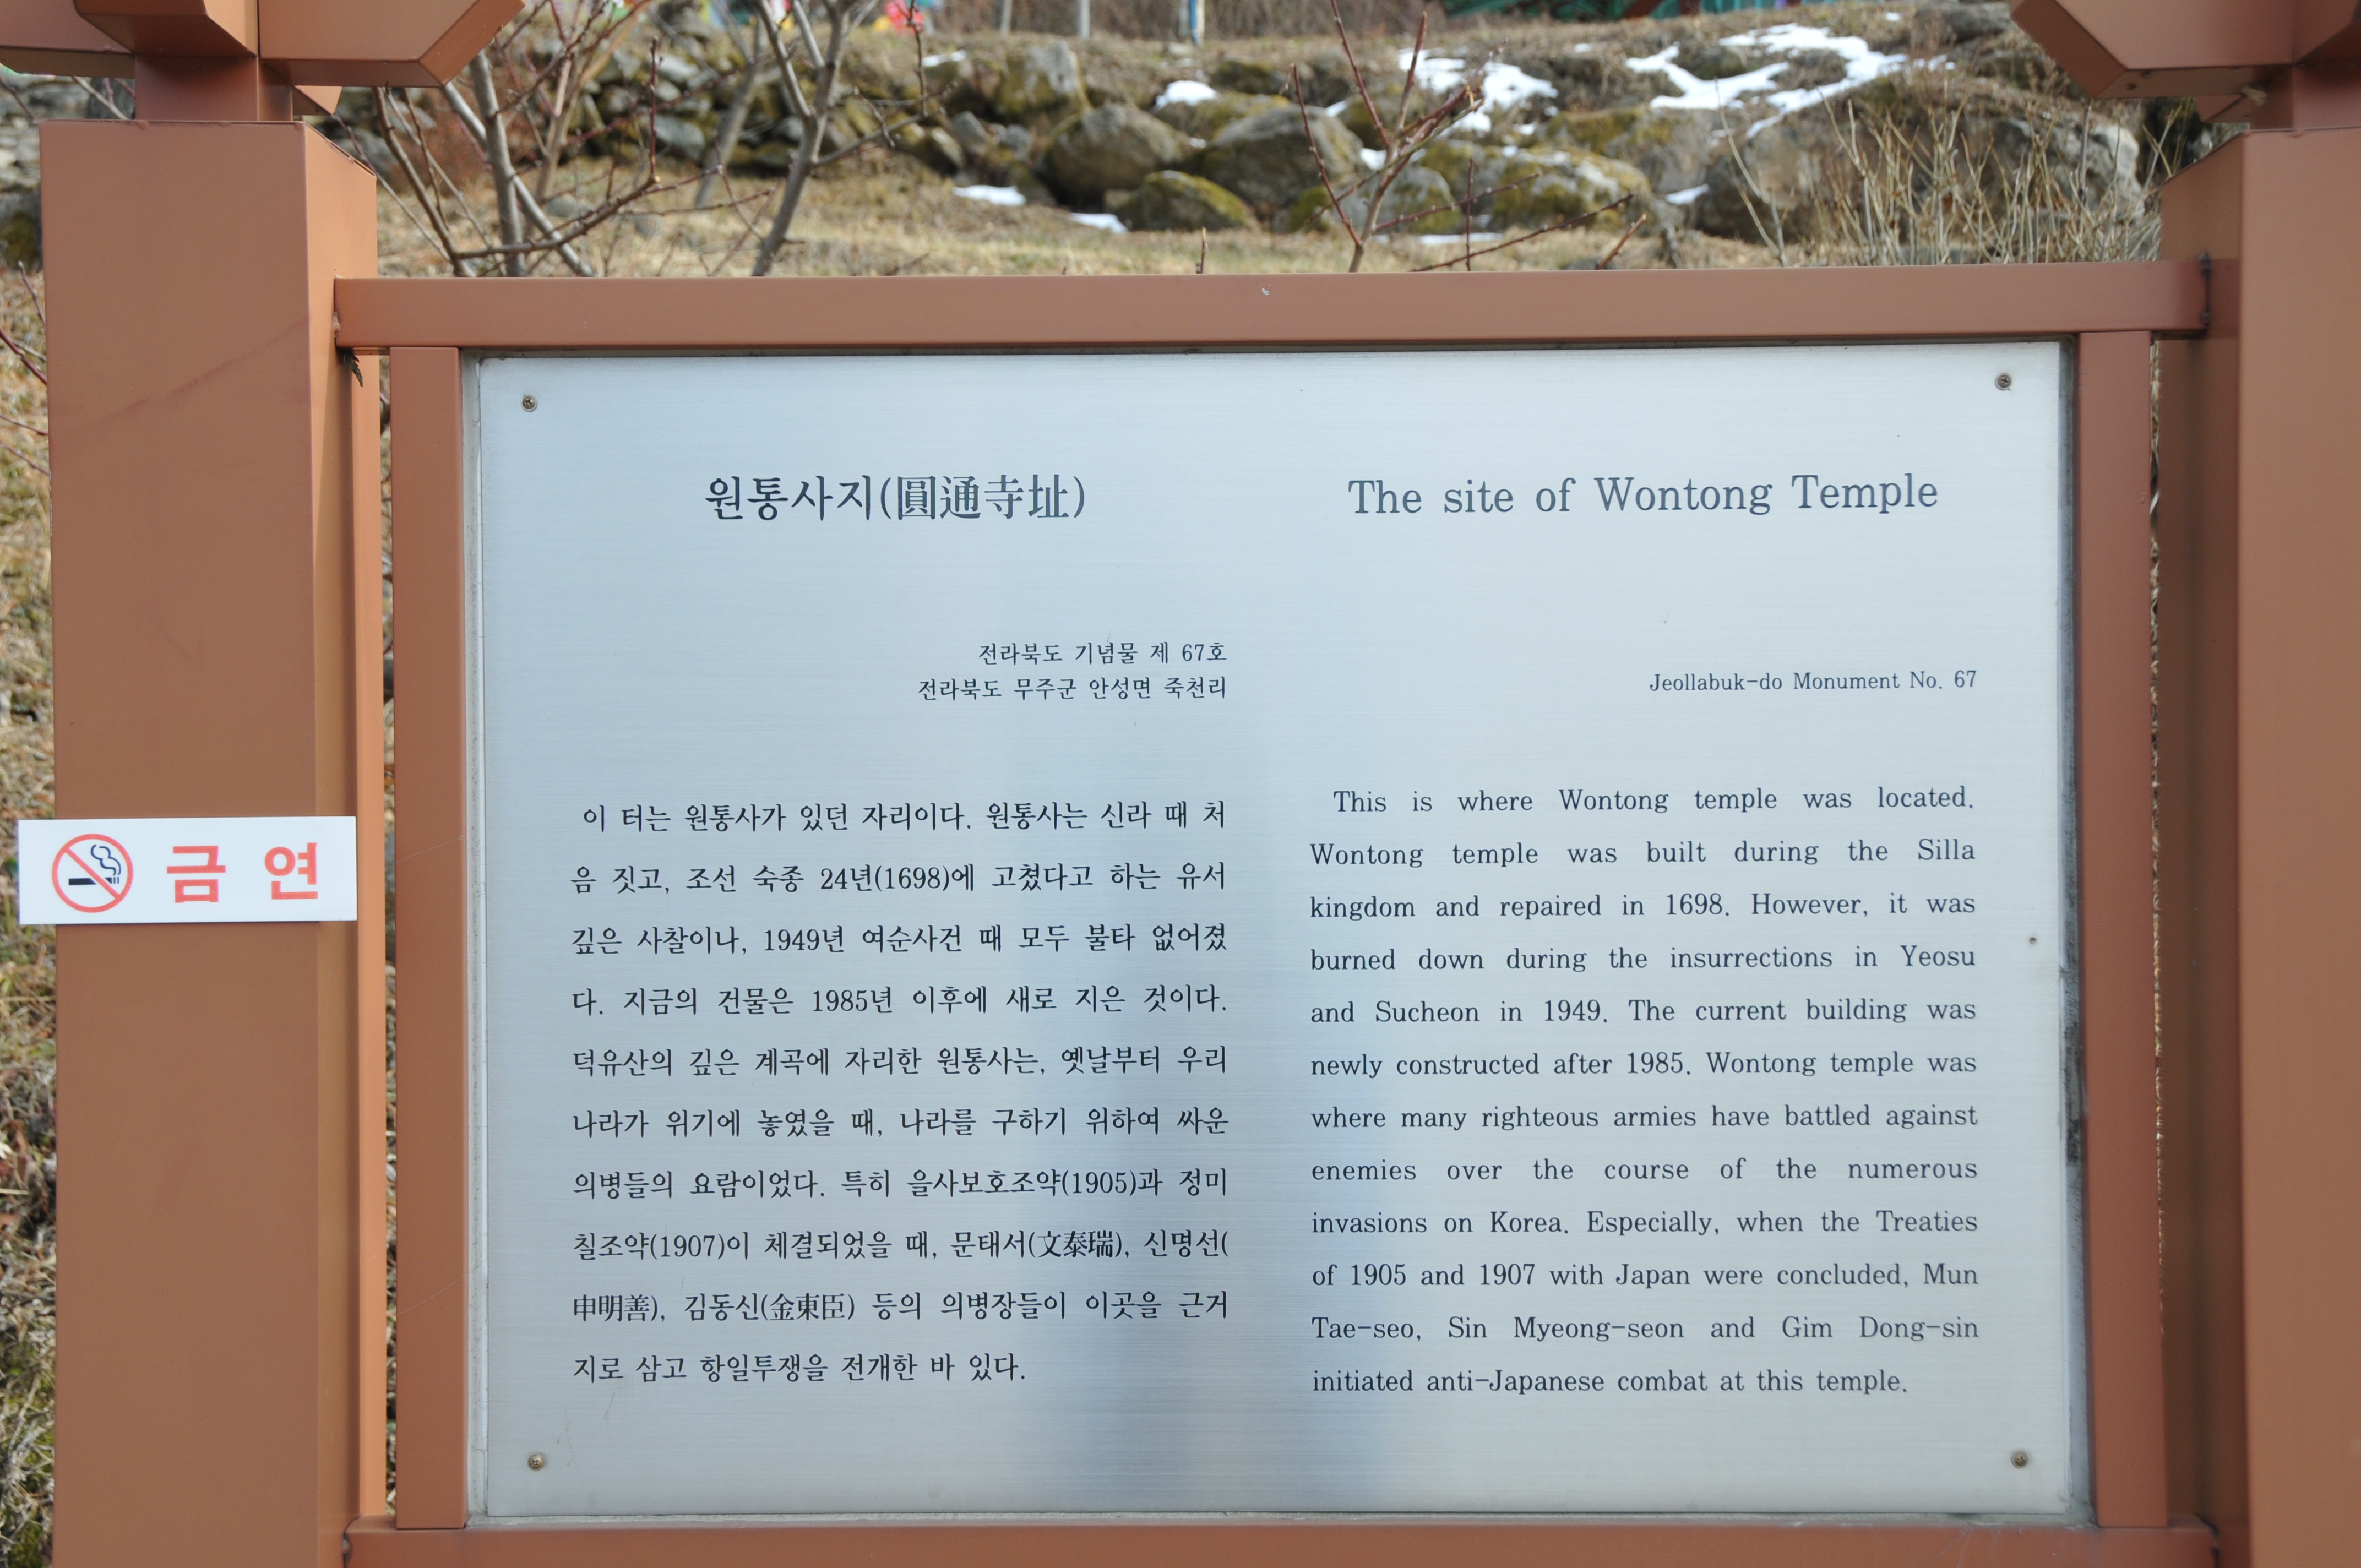 원통사지(圓通寺址)
전라북도 기념물 제 67호
전라북도 무주군 안성면 죽천리
이 터는 원통사가 있던 자리이다. 원통사는 신라 때 처
음 짓고, 조선 숙종 24년(1698)에 고쳤다고 하는 유서
깊은 사찰이나, 1949년 여순사건 때 모두 불타 없어졌
다. 지금의 건물은 1985년 이후에 새로 지은 것이다.
덕유산의 깊은 계곡에 자리한 원통사는, 옛날부터 우리
나라가 위기에 놓였을 때, 나라를 구하기 위하여 싸운
의병들의 요람이었다. 특히 을사보호조약(1905)과 정미
칠조약(1907)이 체결되었을 때, 문태서(文泰瑞), 신명선(
申明善), 김동신(金東臣) 등의 의병장들이 이곳을 근거
지로 삼고 항일투쟁을 전개한 바 있다.
The site of Wontong Temple
Jeollabuk-do Monument No. 67
This is where Wontong temple was located.
Wontong temple was built during the Silla
kingdom and repaired in 1698. However, it was
burned down during the insurrections in Yeosu
and Sucheon in 1949. The current building was
newly constructed after 1985. Wontong temple was
where many righteous armies have battled against
enemies over the course of the numerous
invasions on Korea. Especially, when the Treaties
of 1905 and 1907 with Japan were concluded, Mun
Tae-seo, Sin Myeong-seon and Gim Dong-sin
initiated anti-Japanese combat at this temple.
금 연